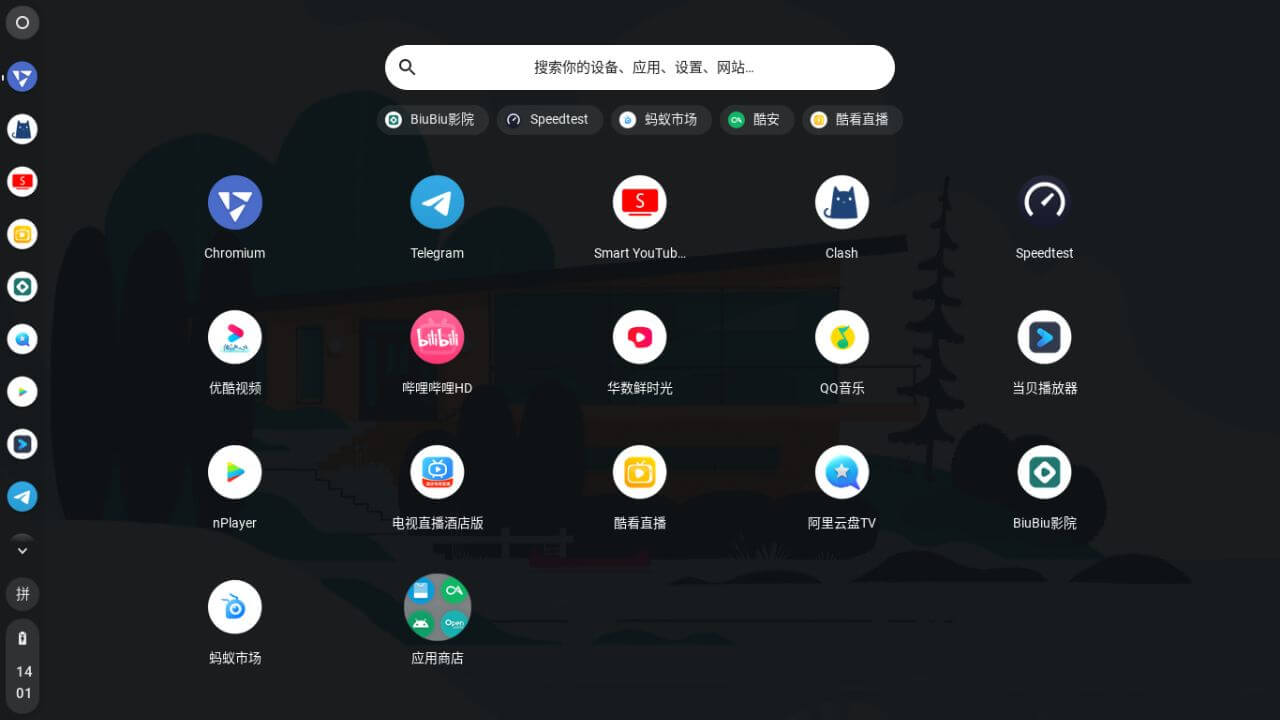 搜索你的设备、应用、设置、网站…
BiuBiu影院
Speedtest
蚂蚁市场
酷安
酷看直播
Chromium
Telegram
S
Smart YouTub...
Clash
Speedtest
优酷视频
bilibili
哔哩哔哩HD
华数鲜时光
QQ音乐
当贝播放器
nPlayer
电视直播酒店版
酷看直播
阿里云盘TV
BiuBiu影院
蚂蚁市场
Open
应用商店
S
拼
14
01